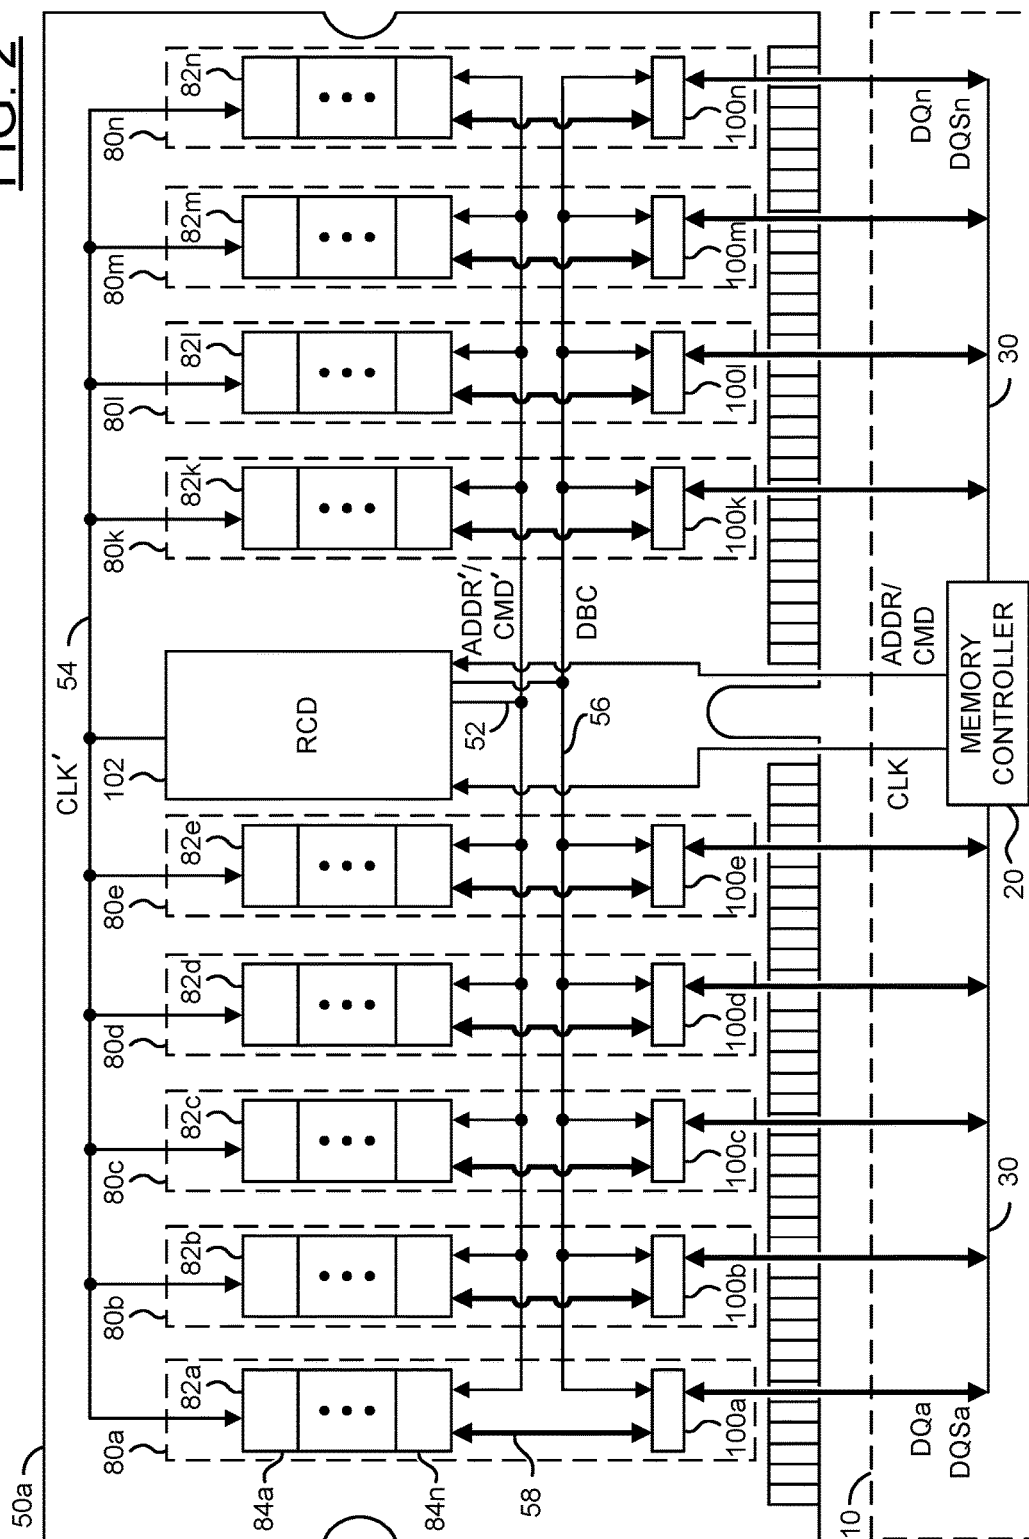 FIG. 2
50a
54
CLK′
102
RCD
80a
82a
80b
82b
80c
82c
80d
82d
80e
82e
80k
82k
80l
82l
80m
82m
80n
82n
84a
84n
58
52
ADDR′/
CMD′
DBC
56
100a
100b
100c
100d
100e
100k
100l
100m
100n
10
DQa
DQSa
30
CLK
ADDR/
CMD
30
DQn
DQSn
20
MEMORY
CONTROLLER